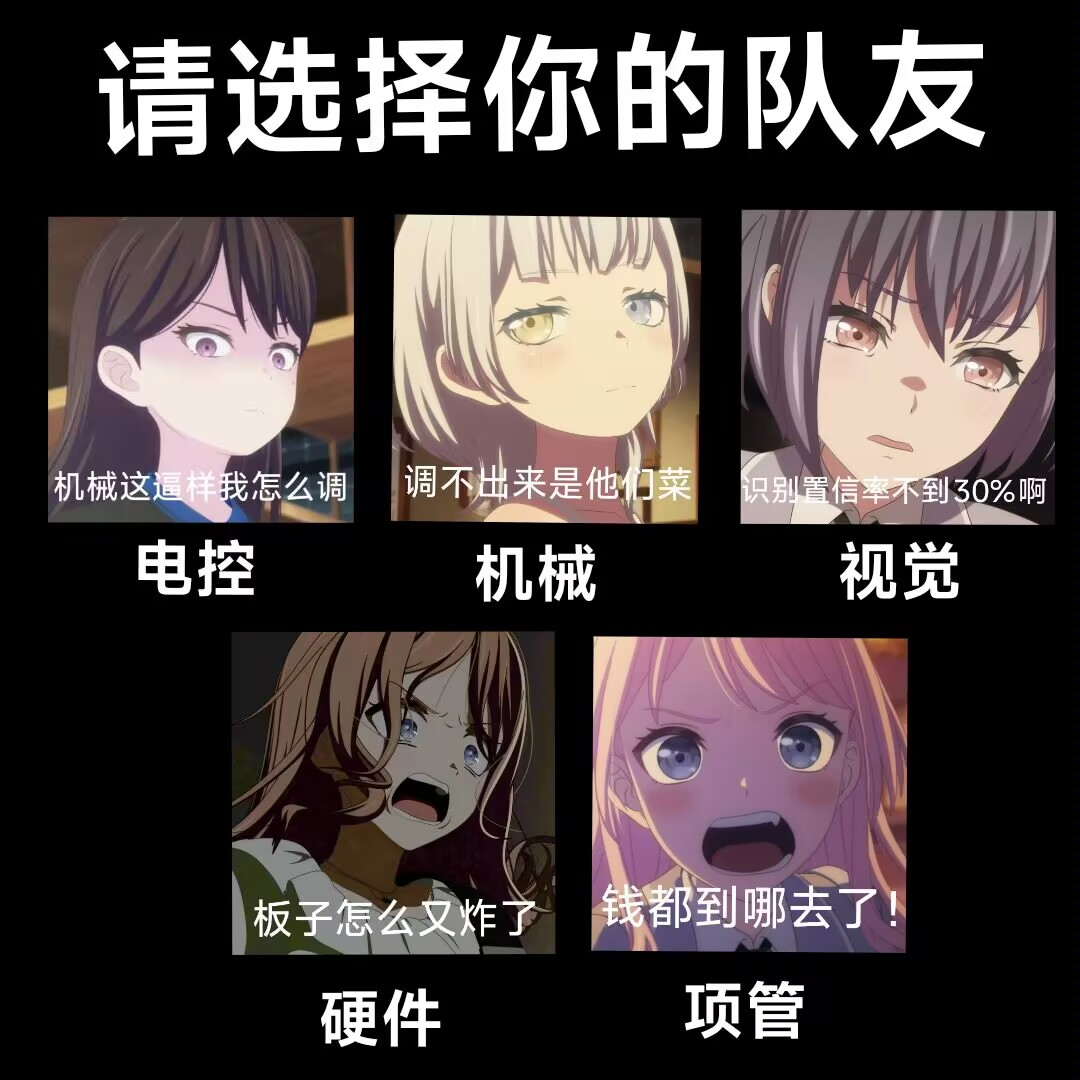 请选择你的队友
机械这逼样我怎么调
调不出来是他们菜
识别置信率不到30%啊
电控
机械
视觉
板子怎么又炸了
钱都到哪去了!
硬件
项管